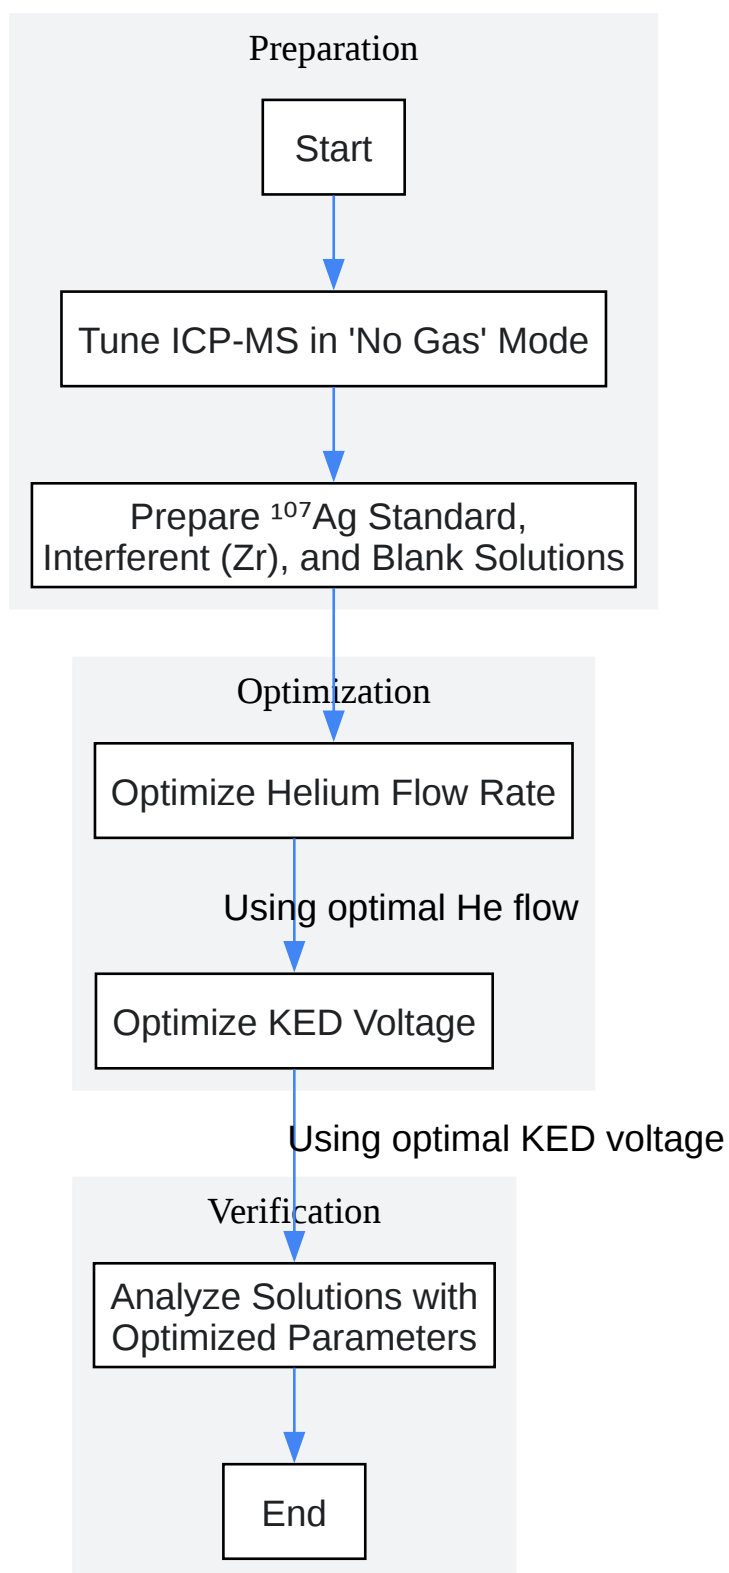 Preparation
Start
Tune ICP-MS in 'No Gas' Mode
Prepare ¹⁰⁷Ag Standard,
Interferent (Zr), and Blank Solutions
Optimization
Optimize Helium Flow Rate
Using optimal He flow
Optimize KED Voltage
Using optimal KED voltage
Verification
Analyze Solutions with
Optimized Parameters
End